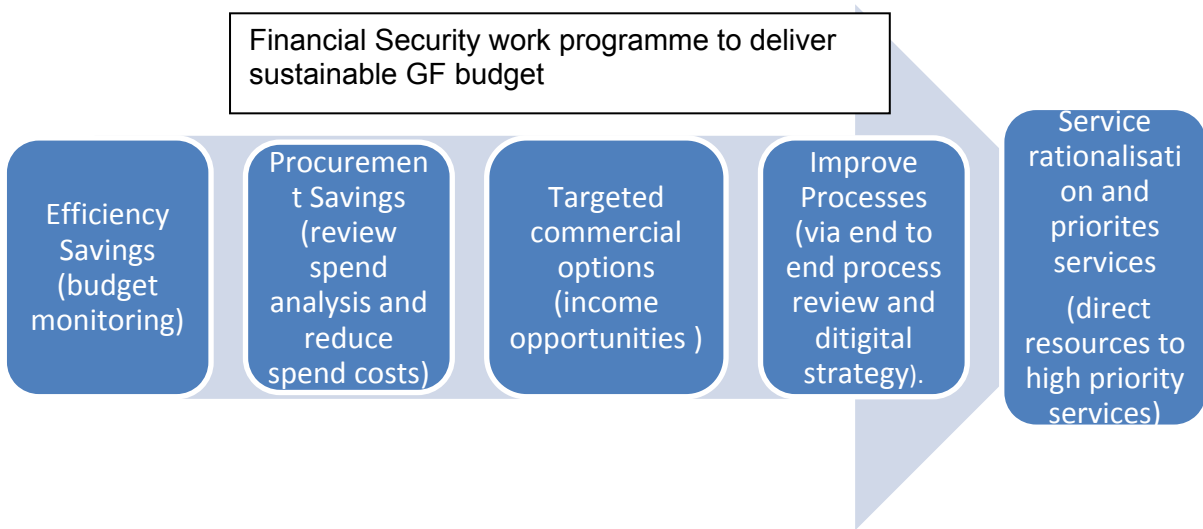 Financial Security work programme to deliver
sustainable GF budget
Efficiency
Savings
(budget
monitoring)
Procuremen
t Savings
(review
spend
analysis and
reduce
spend costs)
Targeted
commercial
options
(income
opportunities )
Improve
Processes
(via end to
end process
review and
ditigital
strategy).
Service
rationalisati
on and
priorites
services
(direct
resources to
high priority
services)